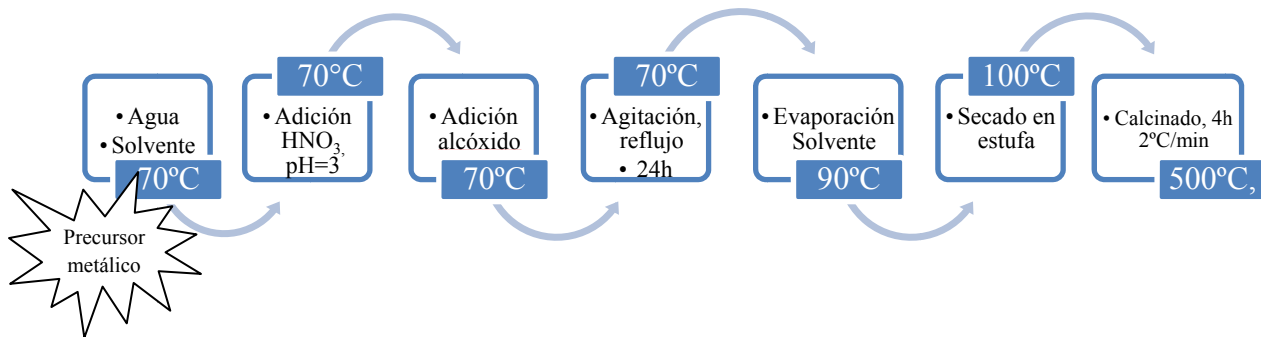 • Agua
• Solvente
70ºC
Precursor
metálico
70°C
• Adición
HNO3,
pH=3
• Adición
alcóxido
70ºC
70ºC
• Agitación,
reflujo
• 24h
• Evaporación
Solvente
90ºC
100ºC
• Secado en
estufa
• Calcinado, 4h
2ºC/min
500ºC,